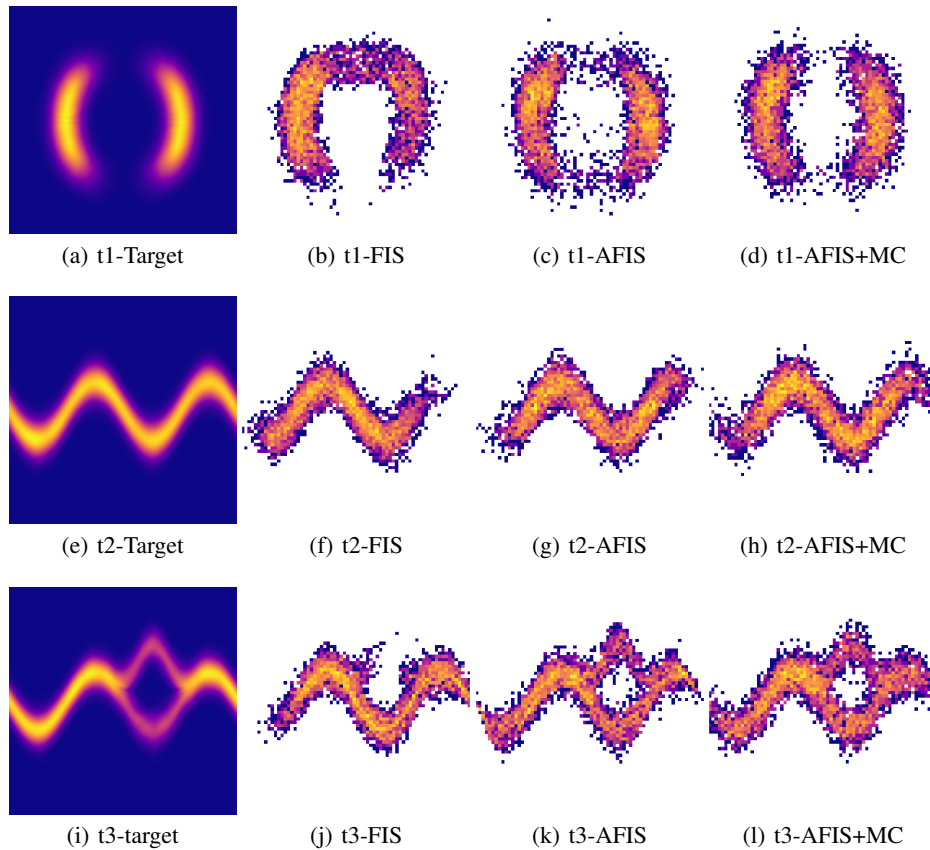 (a) t1-Target (b) t1-FIS (c) t1-AFIS (d) t1-AFIS+MC
(e) t2-Target (f) t2-FIS (g) t2-AFIS (h) t2-AFIS+MC
(i) t3-target (j) t3-FIS (k) t3-AFIS (l) t3-AFIS+MC